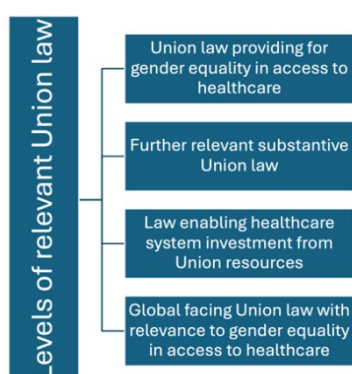 Levels of relevant Union law
Union law providing for
gender equality in access to
healthcare
Further relevant substantive
Union law
Law enabling healthcare
system investment from
Union resources
Global facing Union law with
relevance to gender equality
in access to healthcare